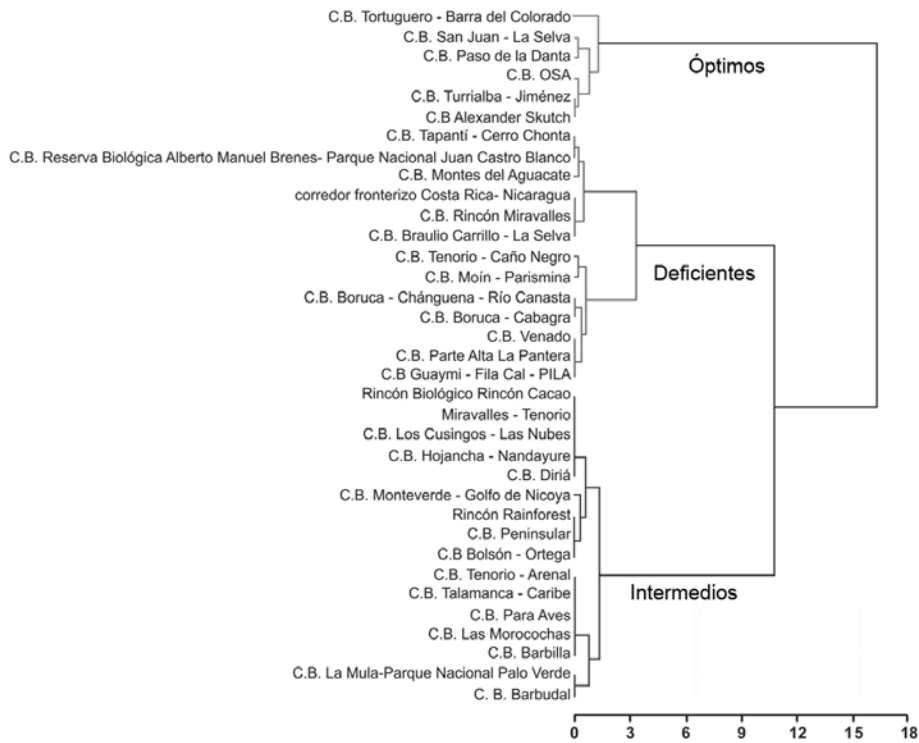 C.B. Tortuguero - Barra del Colorado
C.B. San Juan - La Selva
C.B. Paso de la Danta
Óptimos
C.B. OSA
C.B. Turrialba - Jiménez
C.B Alexander Skutch
C.B. Tapantí - Cerro Chonta
C.B. Reserva Biológica Alberto Manuel Brenes- Parque Nacional Juan Castro Blanco
C.B. Montes del Aguacate
corredor fronterizo Costa Rica- Nicaragua
C.B. Rincón Miravalles
C.B. Braulio Carrillo - La Selva
C.B. Tenorio - Caño Negro
Deficientes
C.B. Moín - Parismina
C.B. Boruca - Chánguena - Río Canasta
C.B. Boruca - Cabagra
C.B. Venado
C.B. Parte Alta La Pantera
C.B Guaymi - Fila Cal - PILA
Rincón Biológico Rincón Cacao
Miravalles - Tenorio
C.B. Los Cusingos - Las Nubes
C.B. Hojancha - Nandayure
C.B. Diriá
C.B. Monteverde - Golfo de Nicoya
Rincón Rainforest
C.B. Peninsular
C.B Bolsón - Ortega
C.B. Tenorio - Arenal
C.B. Talamanca - Caribe
Intermedios
C.B. Para Aves
C.B. Las Morocochas
C.B. Barbilla
C.B. La Mula-Parque Nacional Palo Verde
C. B. Barbudal
0 3 6 9 12 15 18